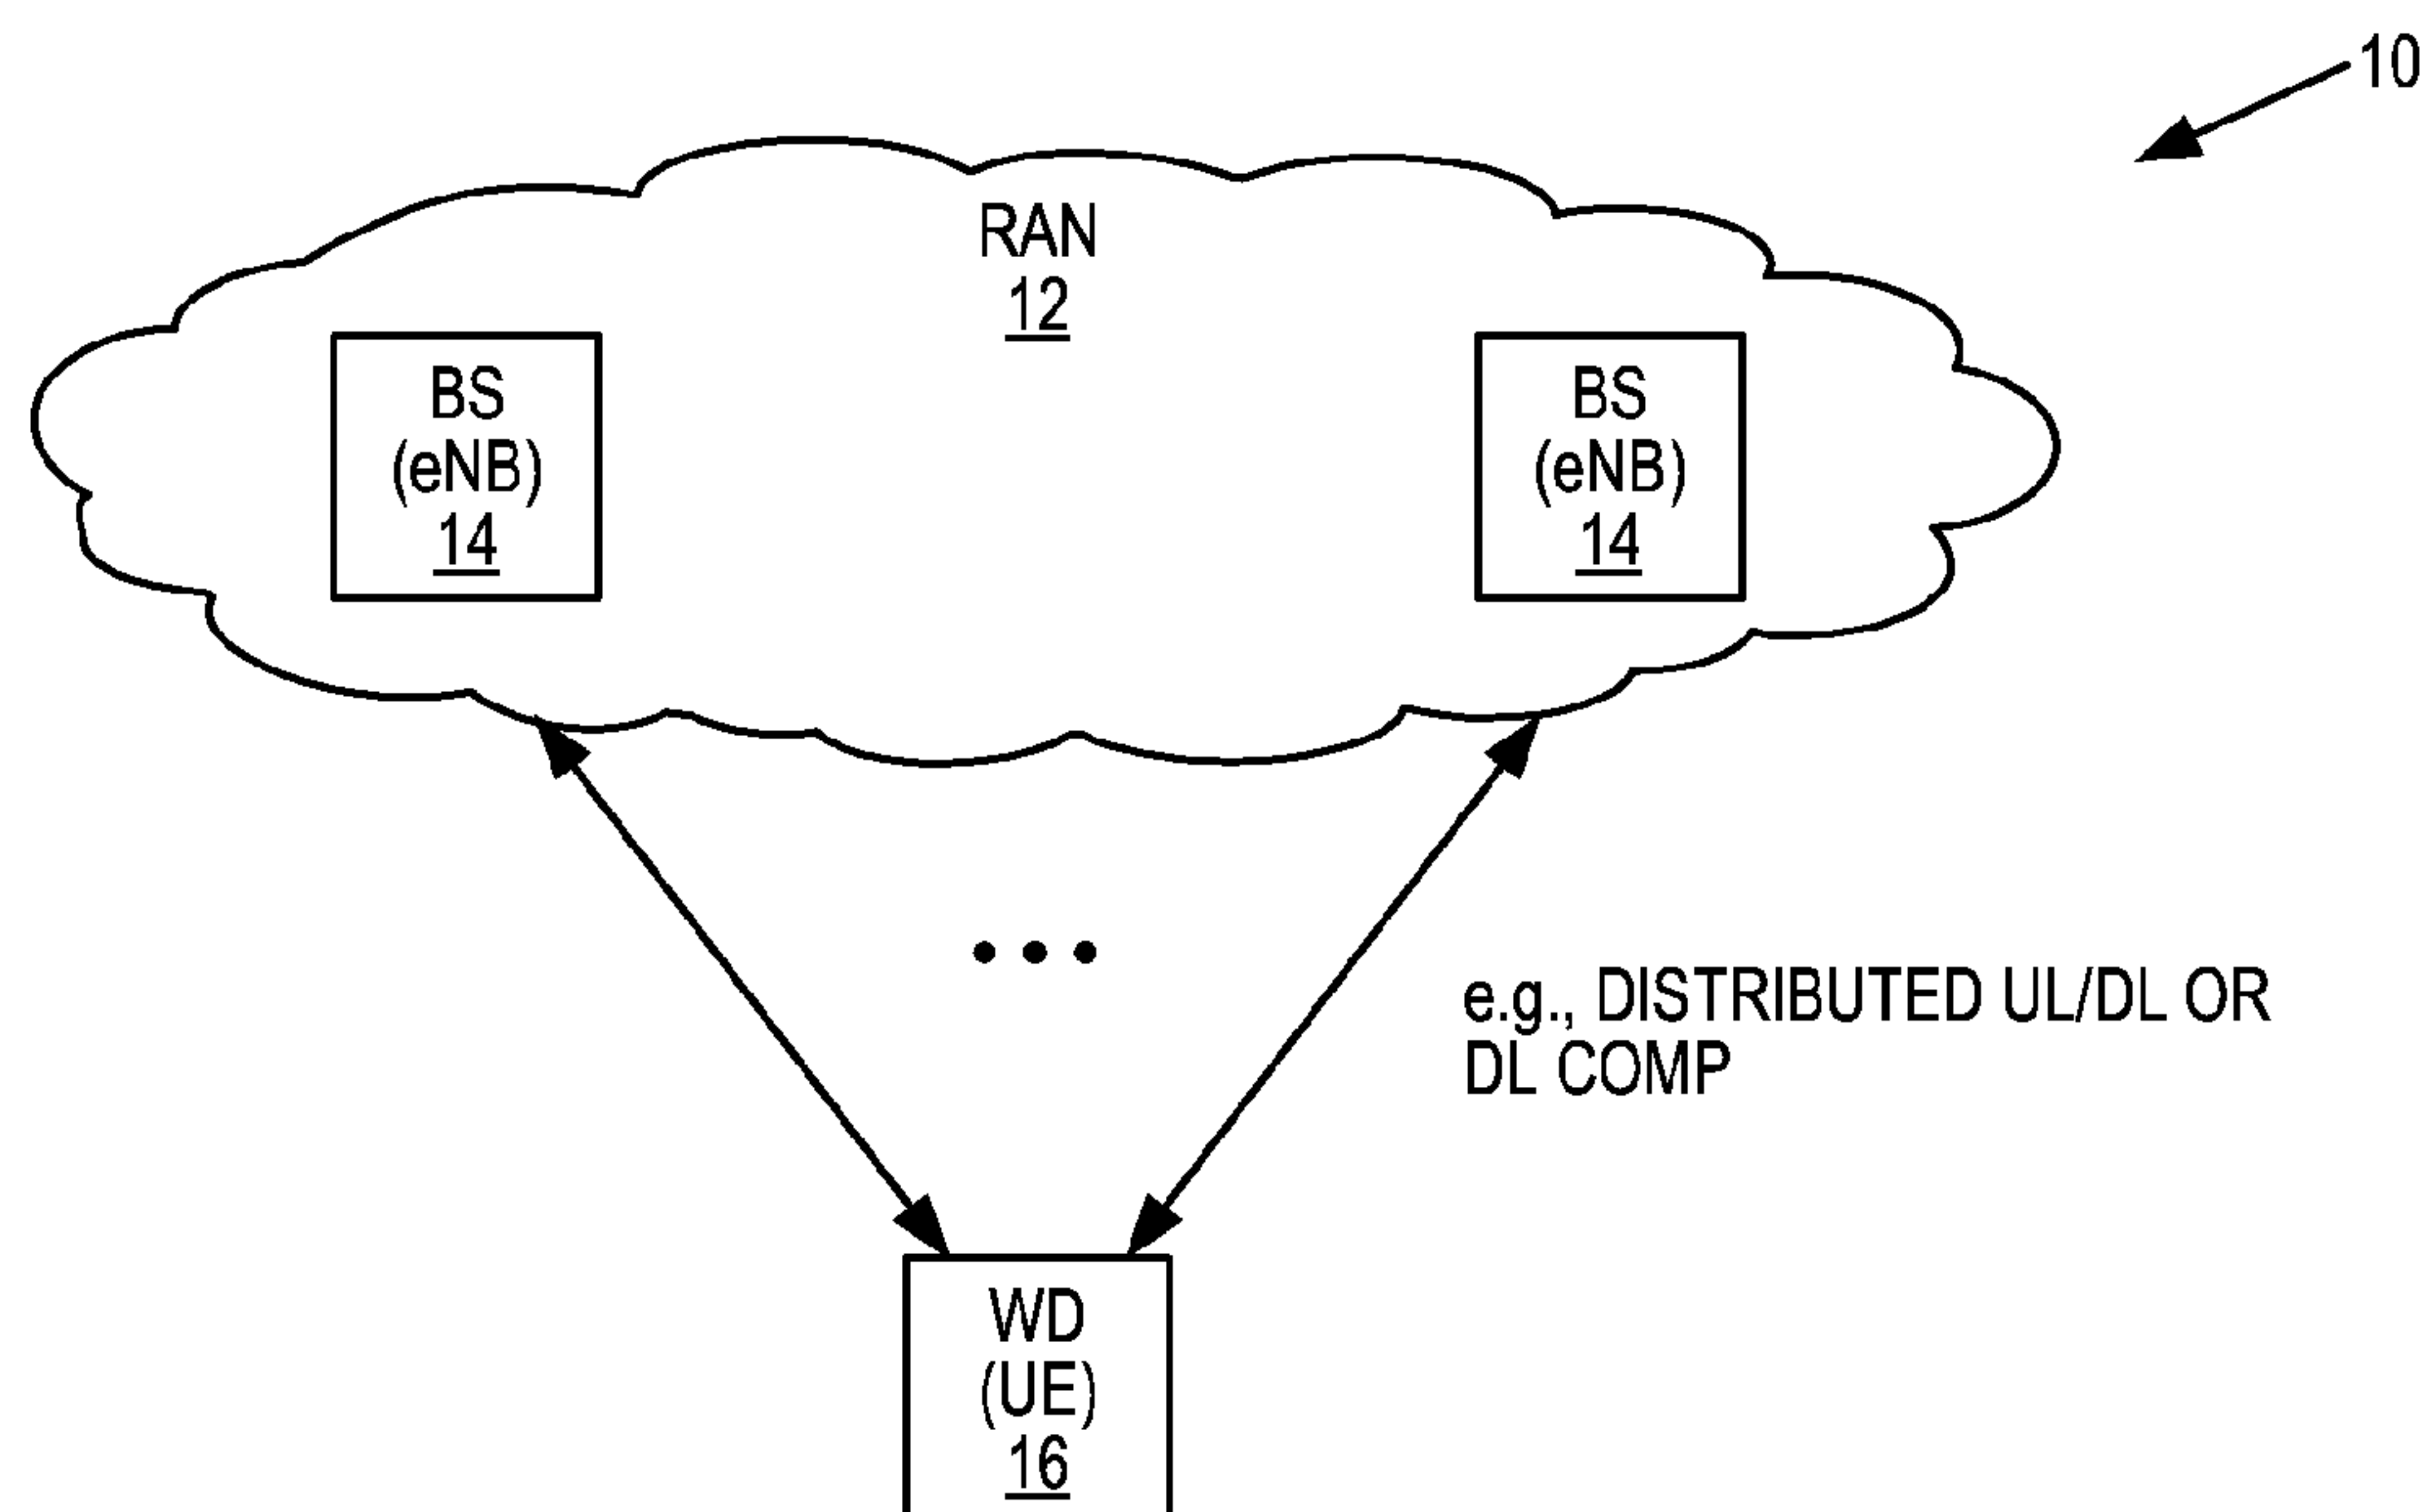 10
RAN
12
BS
(eNB)
14
BS
(eNB)
14
e.g., DISTRIBUTED UL/DL OR
DL COMP
WD
(UE)
16